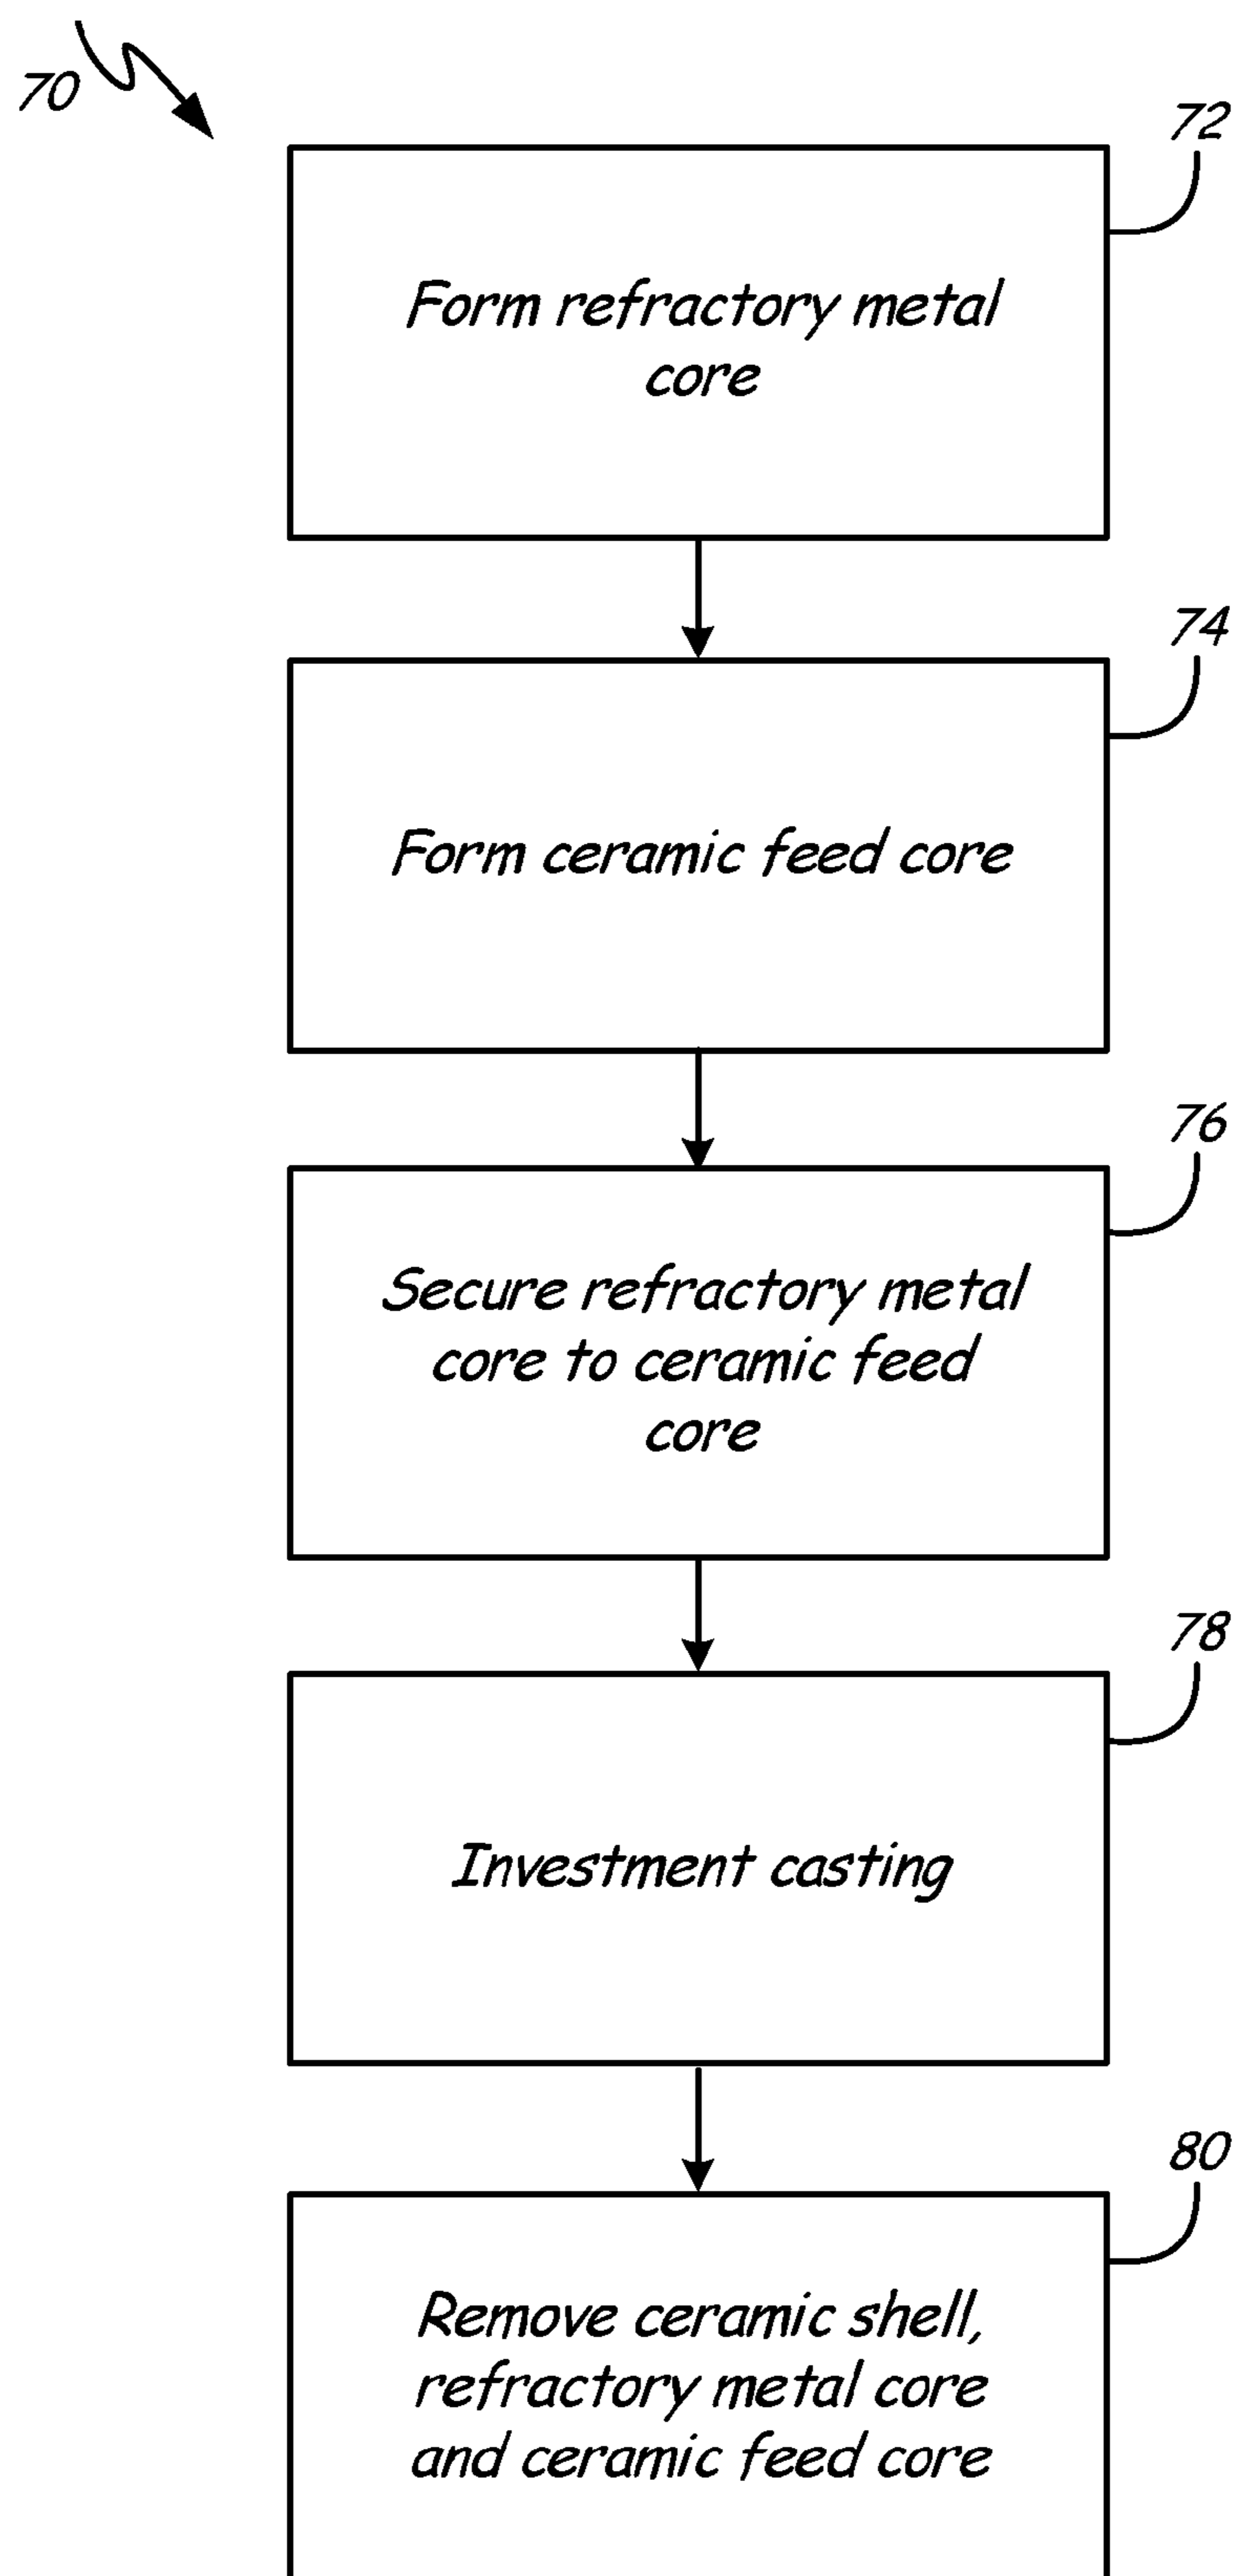 70
72
Form refractory metal
core
74
Form ceramic feed core
76
Secure refractory metal
core to ceramic feed
core
78
Investment casting
80
Remove ceramic shell,
refractory metal core
and ceramic feed core